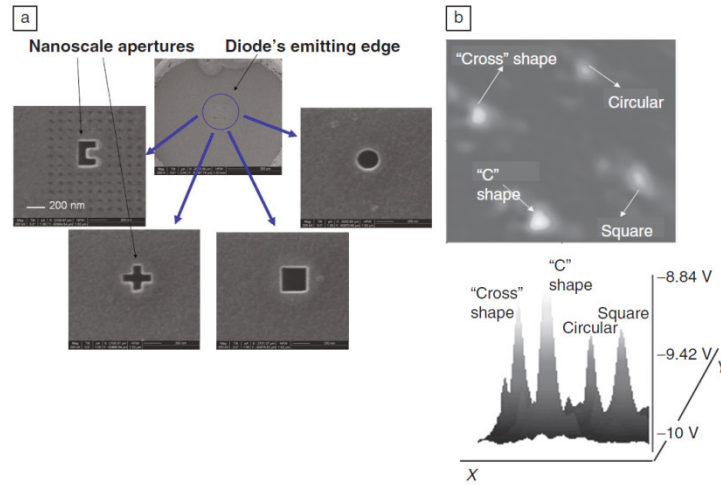 a
Nanoscale apertures
Diode's emitting edge
200 nm
b
"Cross" shape
Circular
"C"
shape
Square
"Cross"
shape
"C"
shape
Circular
Square
−8.84 V
−9.42 V
−10 V
Y
X